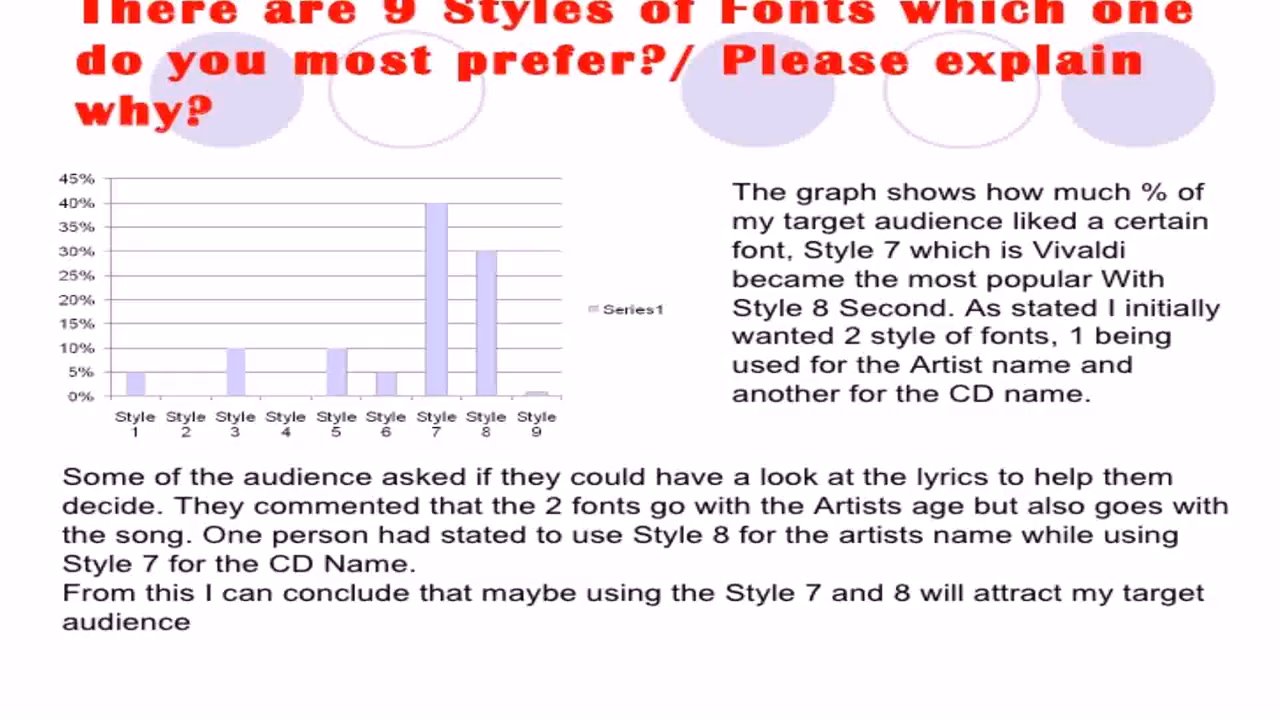 There are 9 Styles of Fonts which one
do you most prefer?/ Please explain
why?
45%
40%
35%
30%
25%
20%
15%
10%
5%
0%
Style 1
Style 2
Style 3
Style 4
Style 5
Style 6
Style 7
Style 8
Style 9
Series1
The graph shows how much % of
my target audience liked a certain
font, Style 7 which is Vivaldi
became the most popular With
Style 8 Second. As stated I initially
wanted 2 style of fonts, 1 being
used for the Artist name and
another for the CD name.
Some of the audience asked if they could have a look at the lyrics to help them
decide. They commented that the 2 fonts go with the Artists age but also goes with
the song. One person had stated to use Style 8 for the artists name while using
Style 7 for the CD Name.
From this I can conclude that maybe using the Style 7 and 8 will attract my target
audience